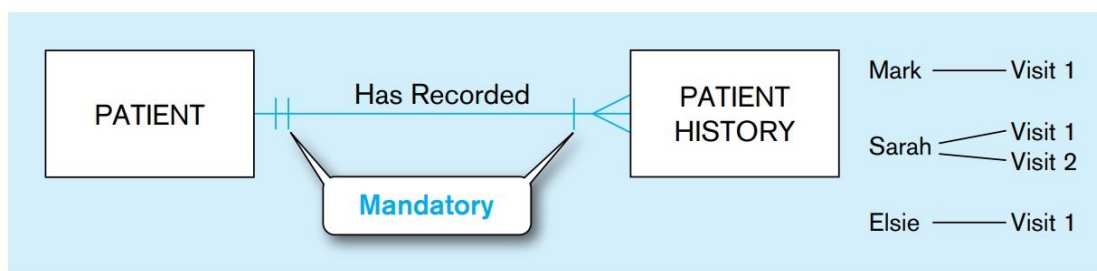 PATIENT
Has Recorded
Mandatory
PATIENT
HISTORY
Mark
Visit 1
Sarah
Visit 1
Visit 2
Elsie
Visit 1